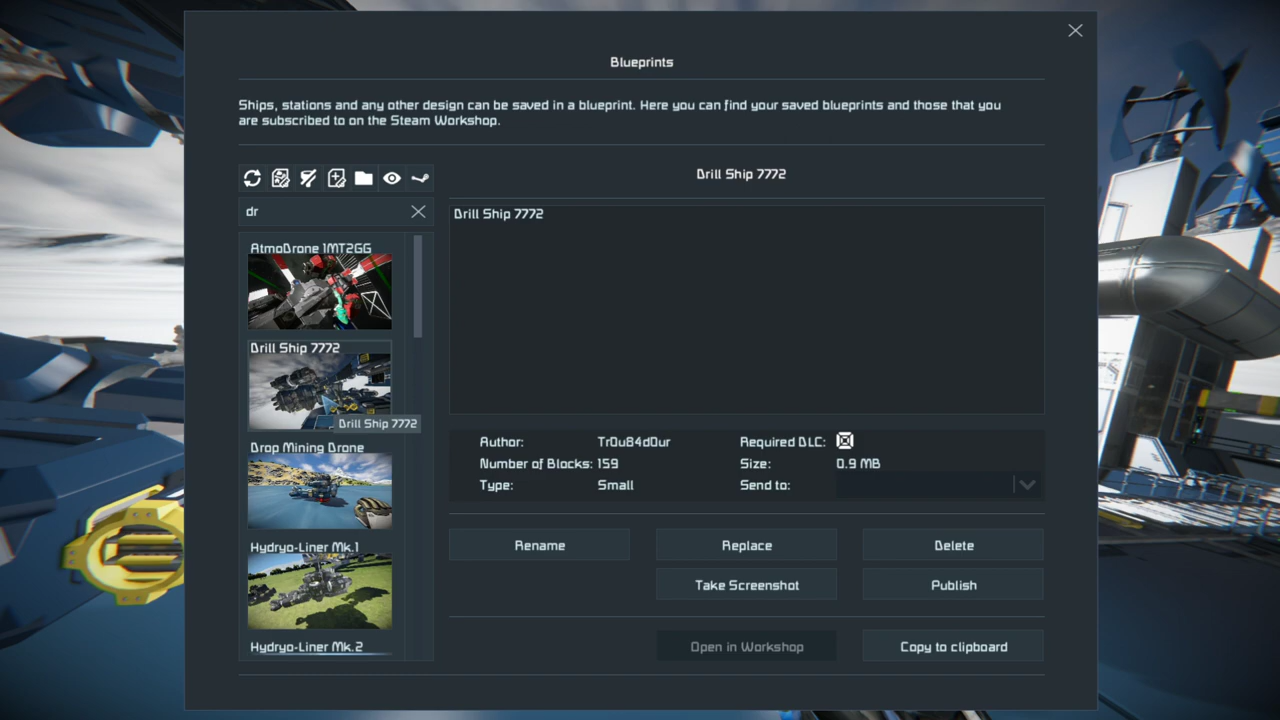 Blueprints
Ships, stations and any other design can be saved in a blueprint. Here you can find your saved blueprints and those that you
are subscribed to on the Steam Workshop.
dr
AtmoDrone 1MT2GG
Drill Ship 7772
Drill Ship 7772
Drop Mining Drone
Hydryo-Liner Mk.1
Hydryo-Liner Mk.2
Drill Ship 7772
Drill Ship 7772
Author: Tr0u84d0ur
Required DLC:
Number of Blocks: 159
Size: 0.9 MB
Type: Small
Send to:
Rename
Replace
Delete
Take Screenshot
Publish
Open in Workshop
Copy to clipboard